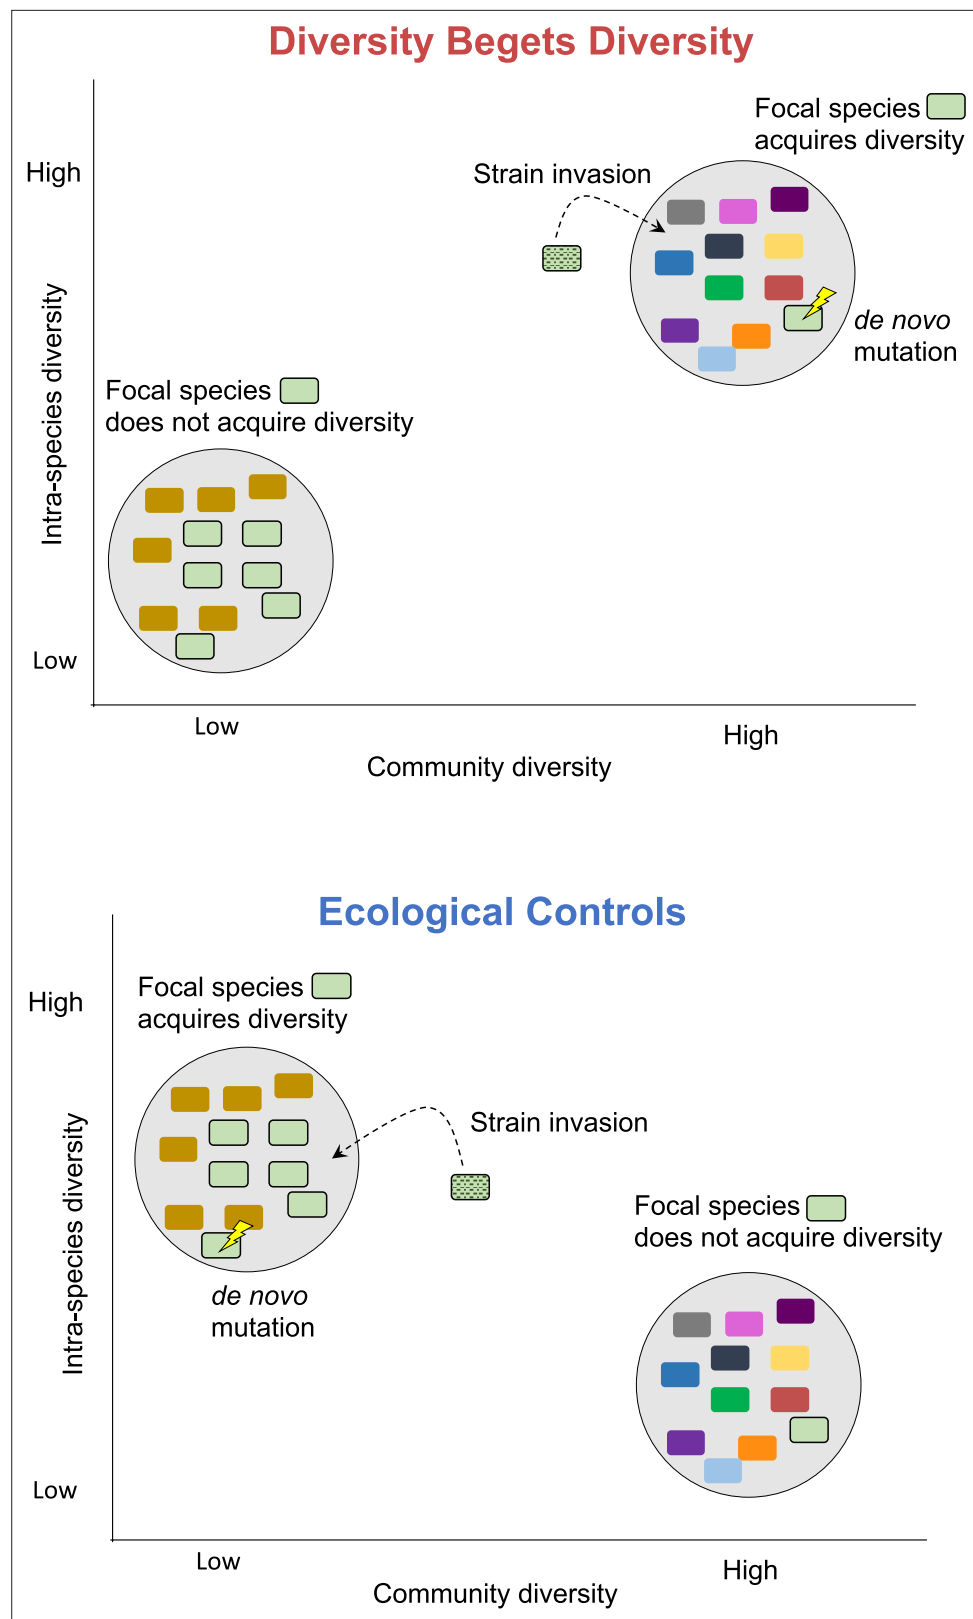 Diversity Begets Diversity
Focal species
acquires diversity
High
Strain invasion
de novo
mutation
Intra-species diversity
Focal species
does not acquire diversity
Low
Low
High
Community diversity
Ecological Controls
Focal species
acquires diversity
High
Strain invasion
Intra-species diversity
Focal species
does not acquire diversity
de novo
mutation
Low
Low
High
Community diversity